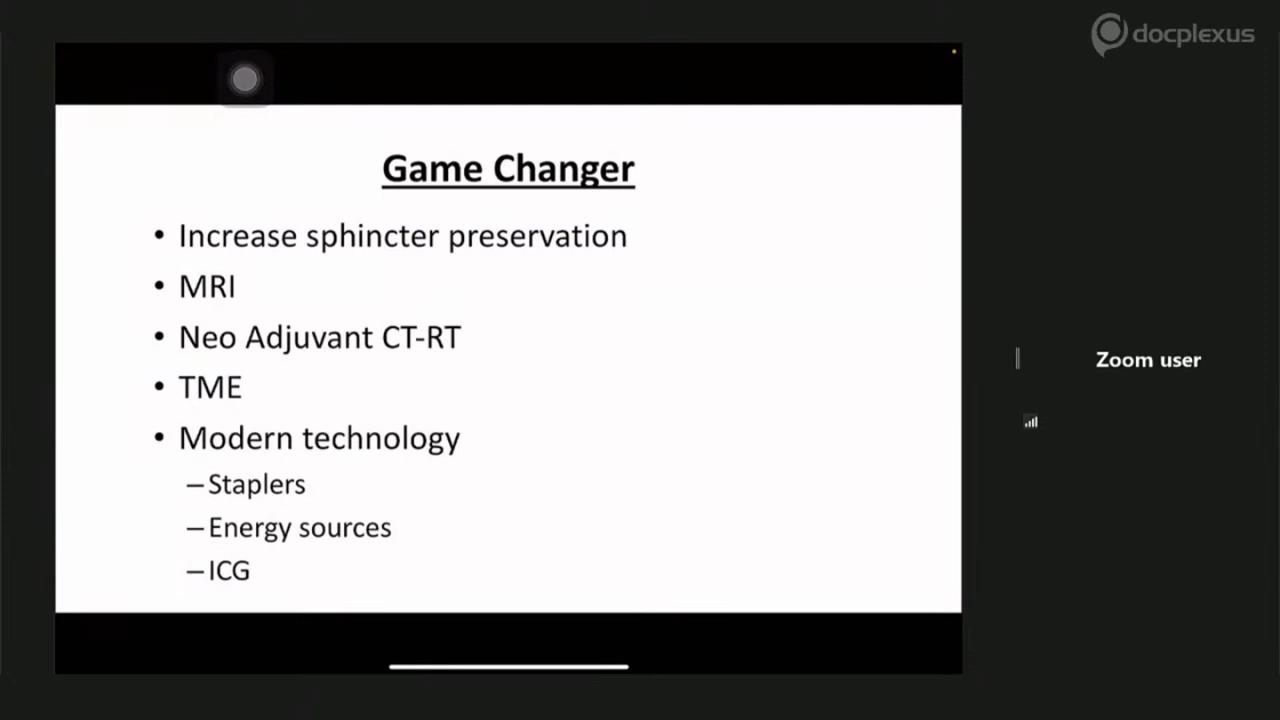 docplexus
Game Changer
• Increase sphincter preservation
• MRI
• Neo Adjuvant CT-RT
• TME
• Modern technology
– Staplers
– Energy sources
– ICG
Zoom user